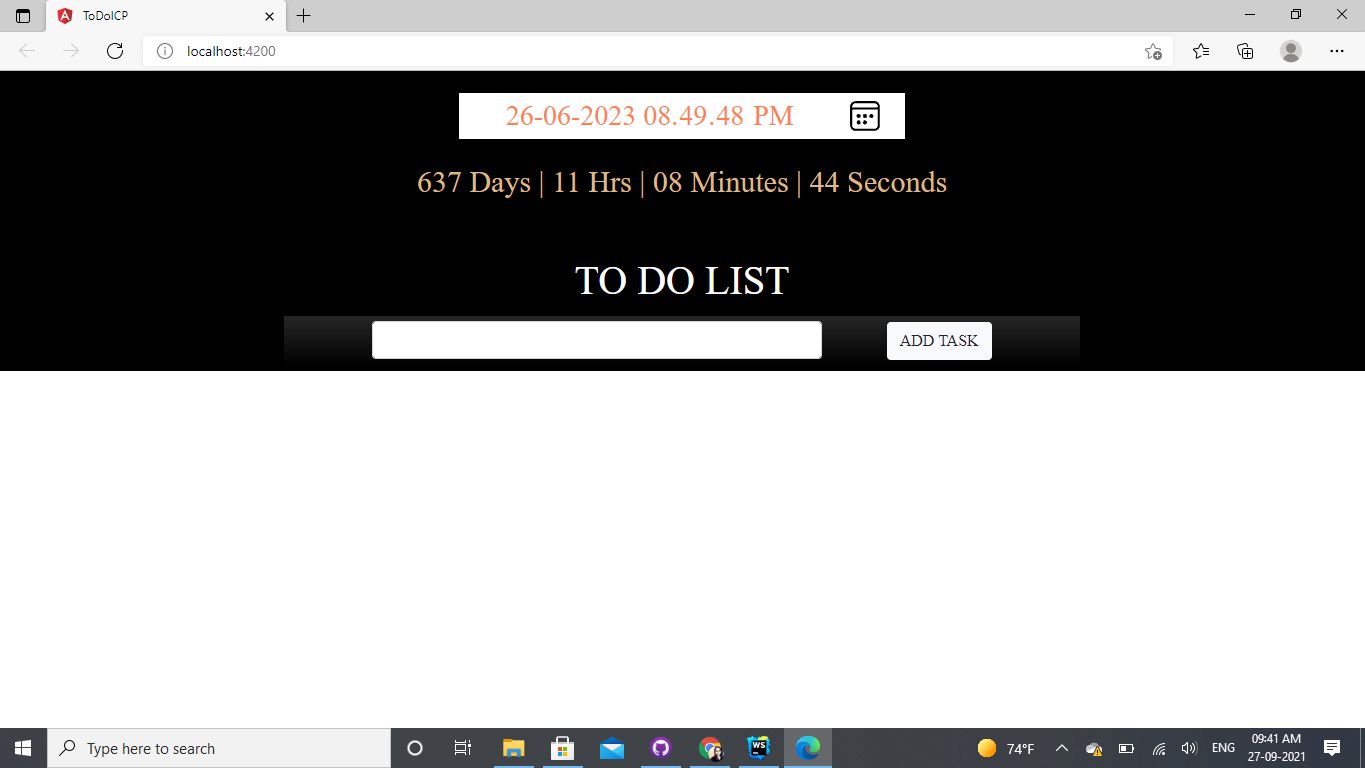 ToDoICP
localhost:4200
26-06-2023 08.49.48 PM
637 Days | 11 Hrs | 08 Minutes | 44 Seconds
TO DO LIST
ADD TASK
Type here to search
WS
74°F
ENG
09:41 AM
27-09-2021